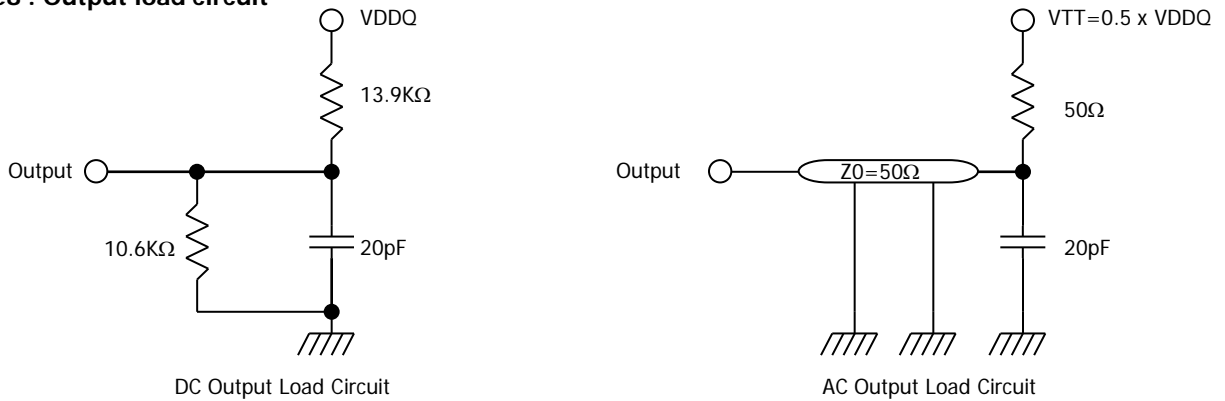 : Output load circuit
VDDQ
13.9KΩ
Output
10.6KΩ
20pF
DC Output Load Circuit
VTT=0.5 x VDDQ
50Ω
Output
Z0=50Ω
20pF
AC Output Load Circuit